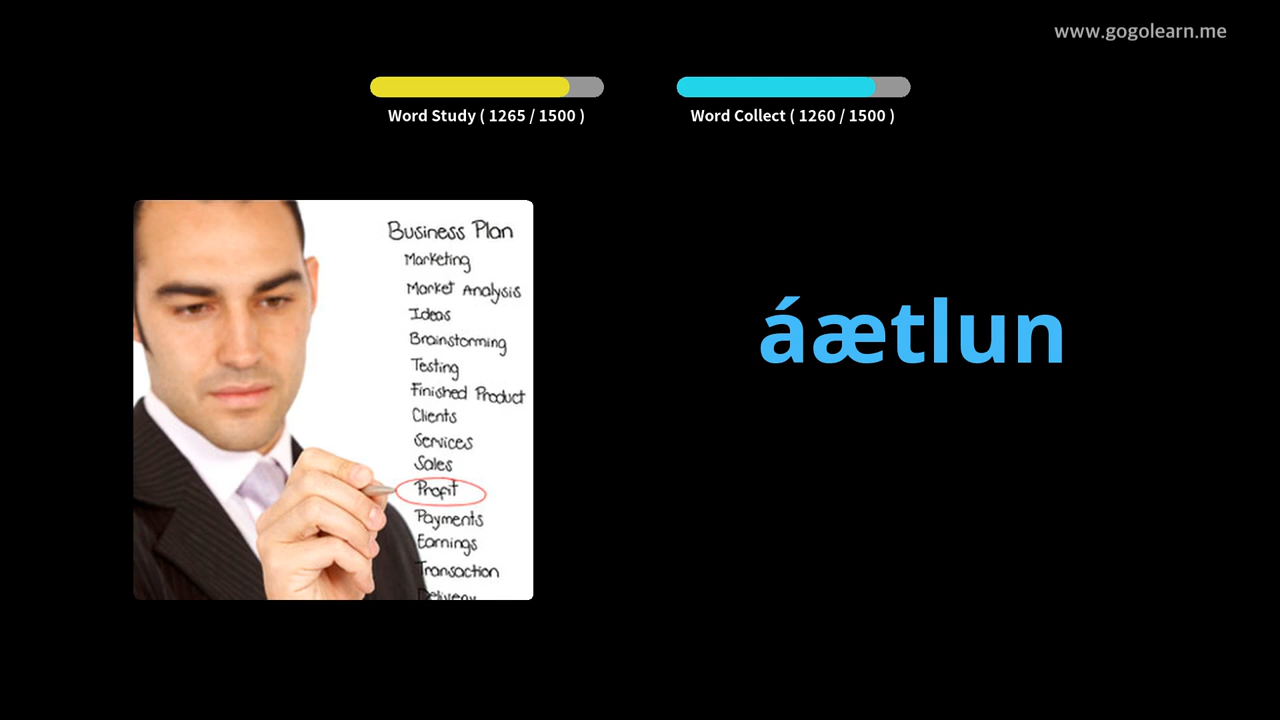 www.gogolearn.me
Word Study ( 1265 / 1500 )
Word Collect ( 1260 / 1500 )
Business Plan
Marketing
Market Analysis
Ideas
Brainstorming
Testing
Finished Product
Clients
Services
Sales
Profit
Payments
Earnings
Transaction
Delivery
áætlun